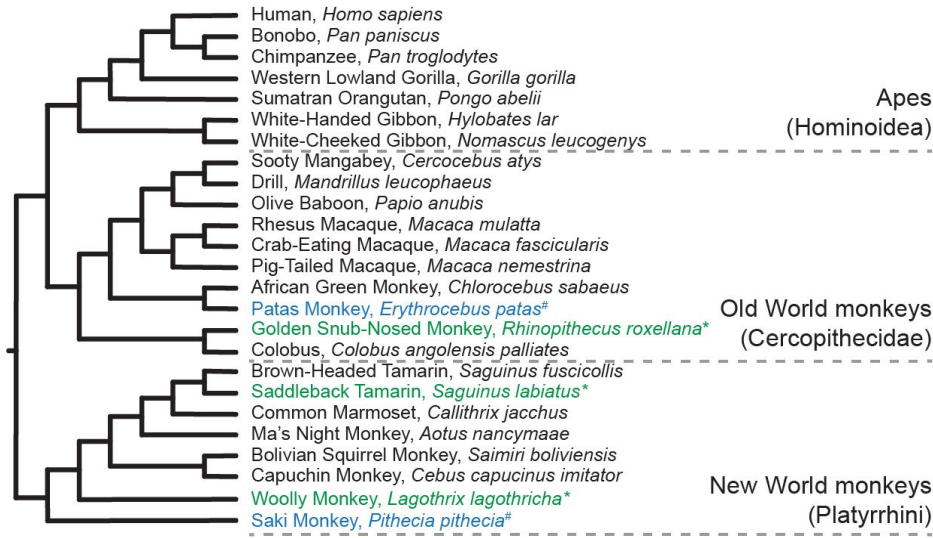 Human, Homo sapiens
Bonobo, Pan paniscus
Chimpanzee, Pan troglodytes
Western Lowland Gorilla, Gorilla gorilla
Sumatran Orangutan, Pongo abelii
White-Handed Gibbon, Hylobates lar
White-Cheeked Gibbon, Nomascus leucogenys
Apes
(Hominoidea)
Sooty Mangabey, Cercocebus atys
Drill, Mandrillus leucophaeus
Olive Baboon, Papio anubis
Rhesus Macaque, Macaca mulatta
Crab-Eating Macaque, Macaca fascicularis
Pig-Tailed Macaque, Macaca nemestrina
African Green Monkey, Chlorocebus sabaeus
Patas Monkey, Erythrocebus patas#
Golden Snub-Nosed Monkey, Rhinopithecus roxellana*
Colobus, Colobus angolensis palliates
Old World monkeys
(Cercopithecidae)
Brown-Headed Tamarin, Saguinus fuscicollis
Saddleback Tamarin, Saguinus labiatus*
Common Marmoset, Callithrix jacchus
Ma's Night Monkey, Aotus nancymaae
Bolivian Squirrel Monkey, Saimiri boliviensis
Capuchin Monkey, Cebus capucinus imitator
Woolly Monkey, Lagothrix lagothricha*
Saki Monkey, Pithecia pithecia#
New World monkeys
(Platyrrhini)